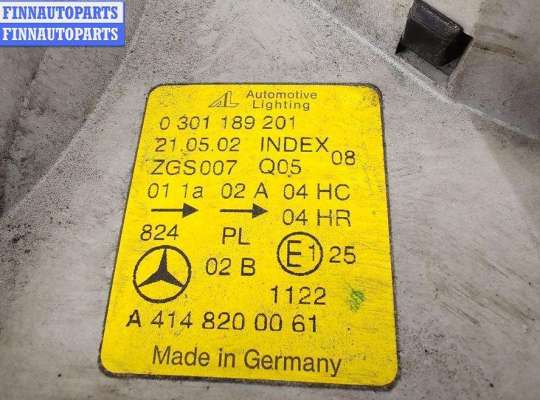 FINNAUTOPARTS
FINNAUTOPARTS
AL Automotive
Lighting
0 301 189 201
21.05.02 INDEX 08
ZGS007 Q05
01 1a 02 A 04 HC
04 HR
824 PL
02 B E1 25
1122
A 414 820 00 61
Made in Germany